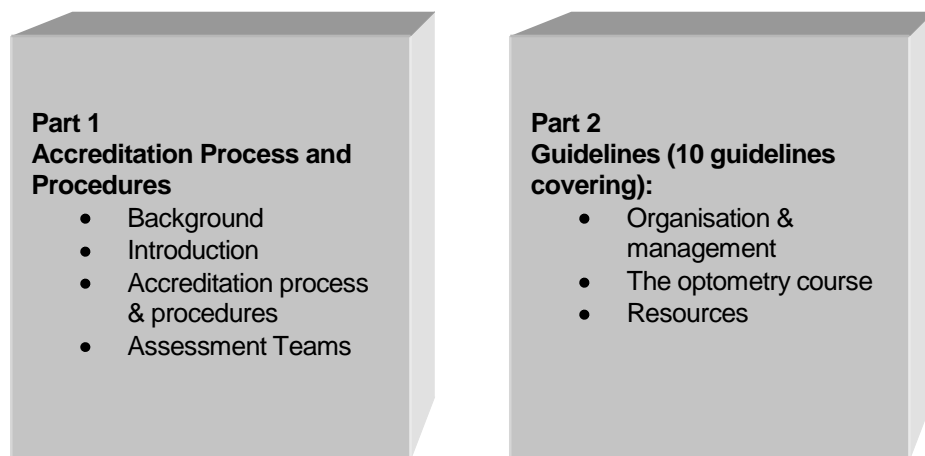 Part 1
Accreditation Process and
Procedures
• Background
• Introduction
• Accreditation process
& procedures
• Assessment Teams
Part 2
Guidelines (10 guidelines
covering):
• Organisation &
management
• The optometry course
• Resources